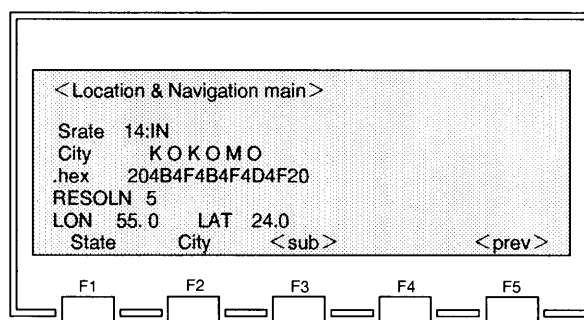 <Location & Navigation main>
Srate 14:IN
City K O K O M O
.hex 204B4F4B4F4D4F20
RESOLN 5
LON 55. 0 LAT 24.0
State City <sub> <prev>
F1 F2 F3 F4 F5